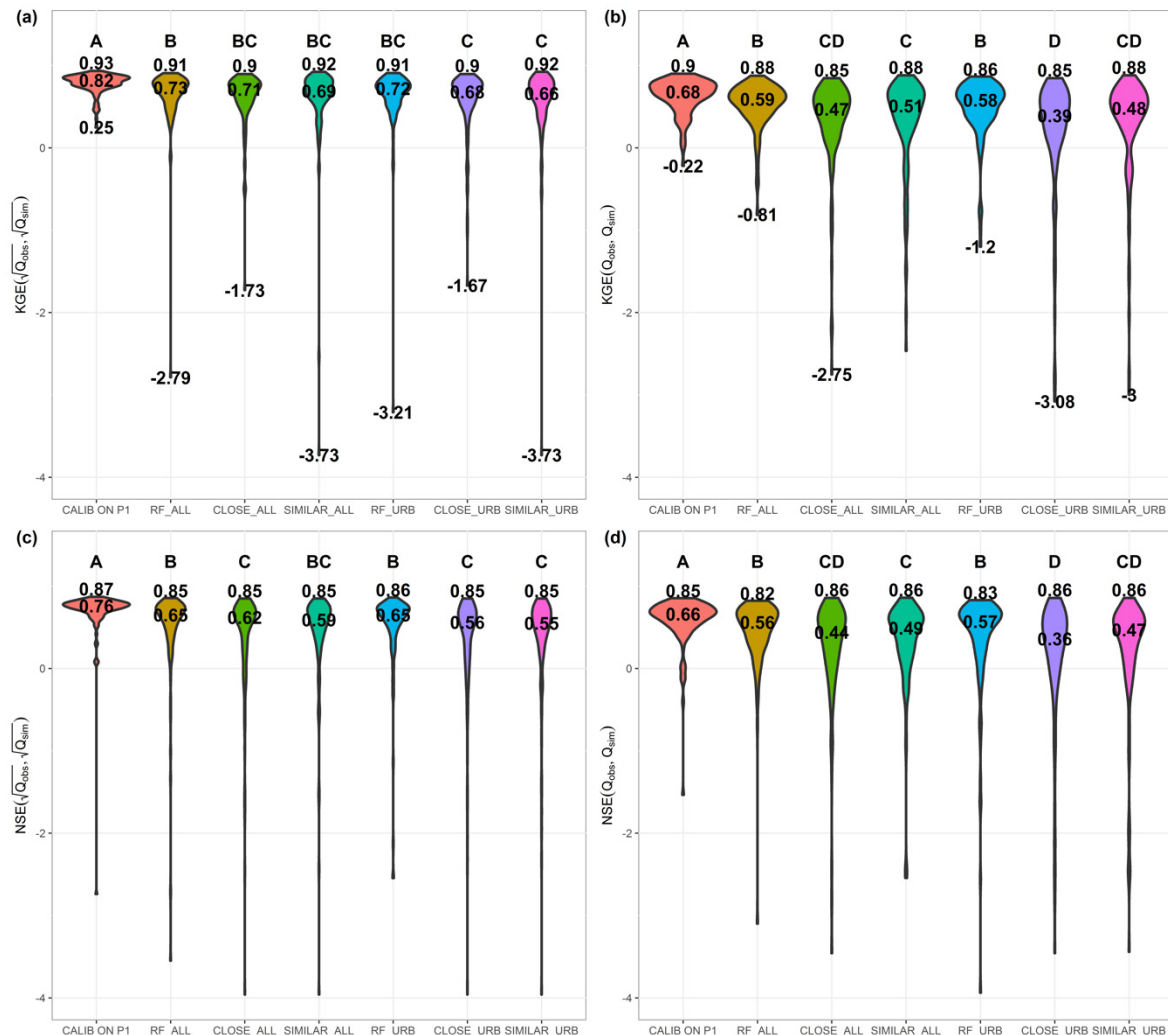 (a)
A B BC BC BC C C
0.93 0.91 0.9 0.92 0.91 0.9 0.92
0.82 0.73 0.71 0.69 0.72 0.68 0.66
0.25
0
-1.73 -1.67
-2
-2.79
-3.21
-3.73 -3.73
-4
KGE(√Qobs, √Qsim)
CALIB ON P1 RF_ALL CLOSE_ALL SIMILAR_ALL RF_URB CLOSE_URB SIMILAR_URB
(b)
A B CD C B D CD
0.9 0.88 0.85 0.88 0.86 0.85 0.88
0.68 0.59 0.47 0.51 0.58 0.39 0.48
0
-0.22
-0.81
-1.2
-2
-2.75
-3.08 -3
-4
KGE(Qobs, Qsim)
CALIB ON P1 RF_ALL CLOSE_ALL SIMILAR_ALL RF_URB CLOSE_URB SIMILAR_URB
(c)
A B C BC B C C
0.87 0.85 0.85 0.85 0.86 0.85 0.85
0.76 0.65 0.62 0.59 0.65 0.56 0.55
0
-2
-4
NSE(√Qobs, √Qsim)
CALIB ON P1 RF_ALL CLOSE_ALL SIMILAR_ALL RF_URB CLOSE_URB SIMILAR_URB
(d)
A B CD C B D CD
0.85 0.82 0.86 0.86 0.83 0.86 0.86
0.66 0.56 0.44 0.49 0.57 0.36 0.47
0
-2
-4
NSE(Qobs, Qsim)
CALIB ON P1 RF_ALL CLOSE_ALL SIMILAR_ALL RF_URB CLOSE_URB SIMILAR_URB